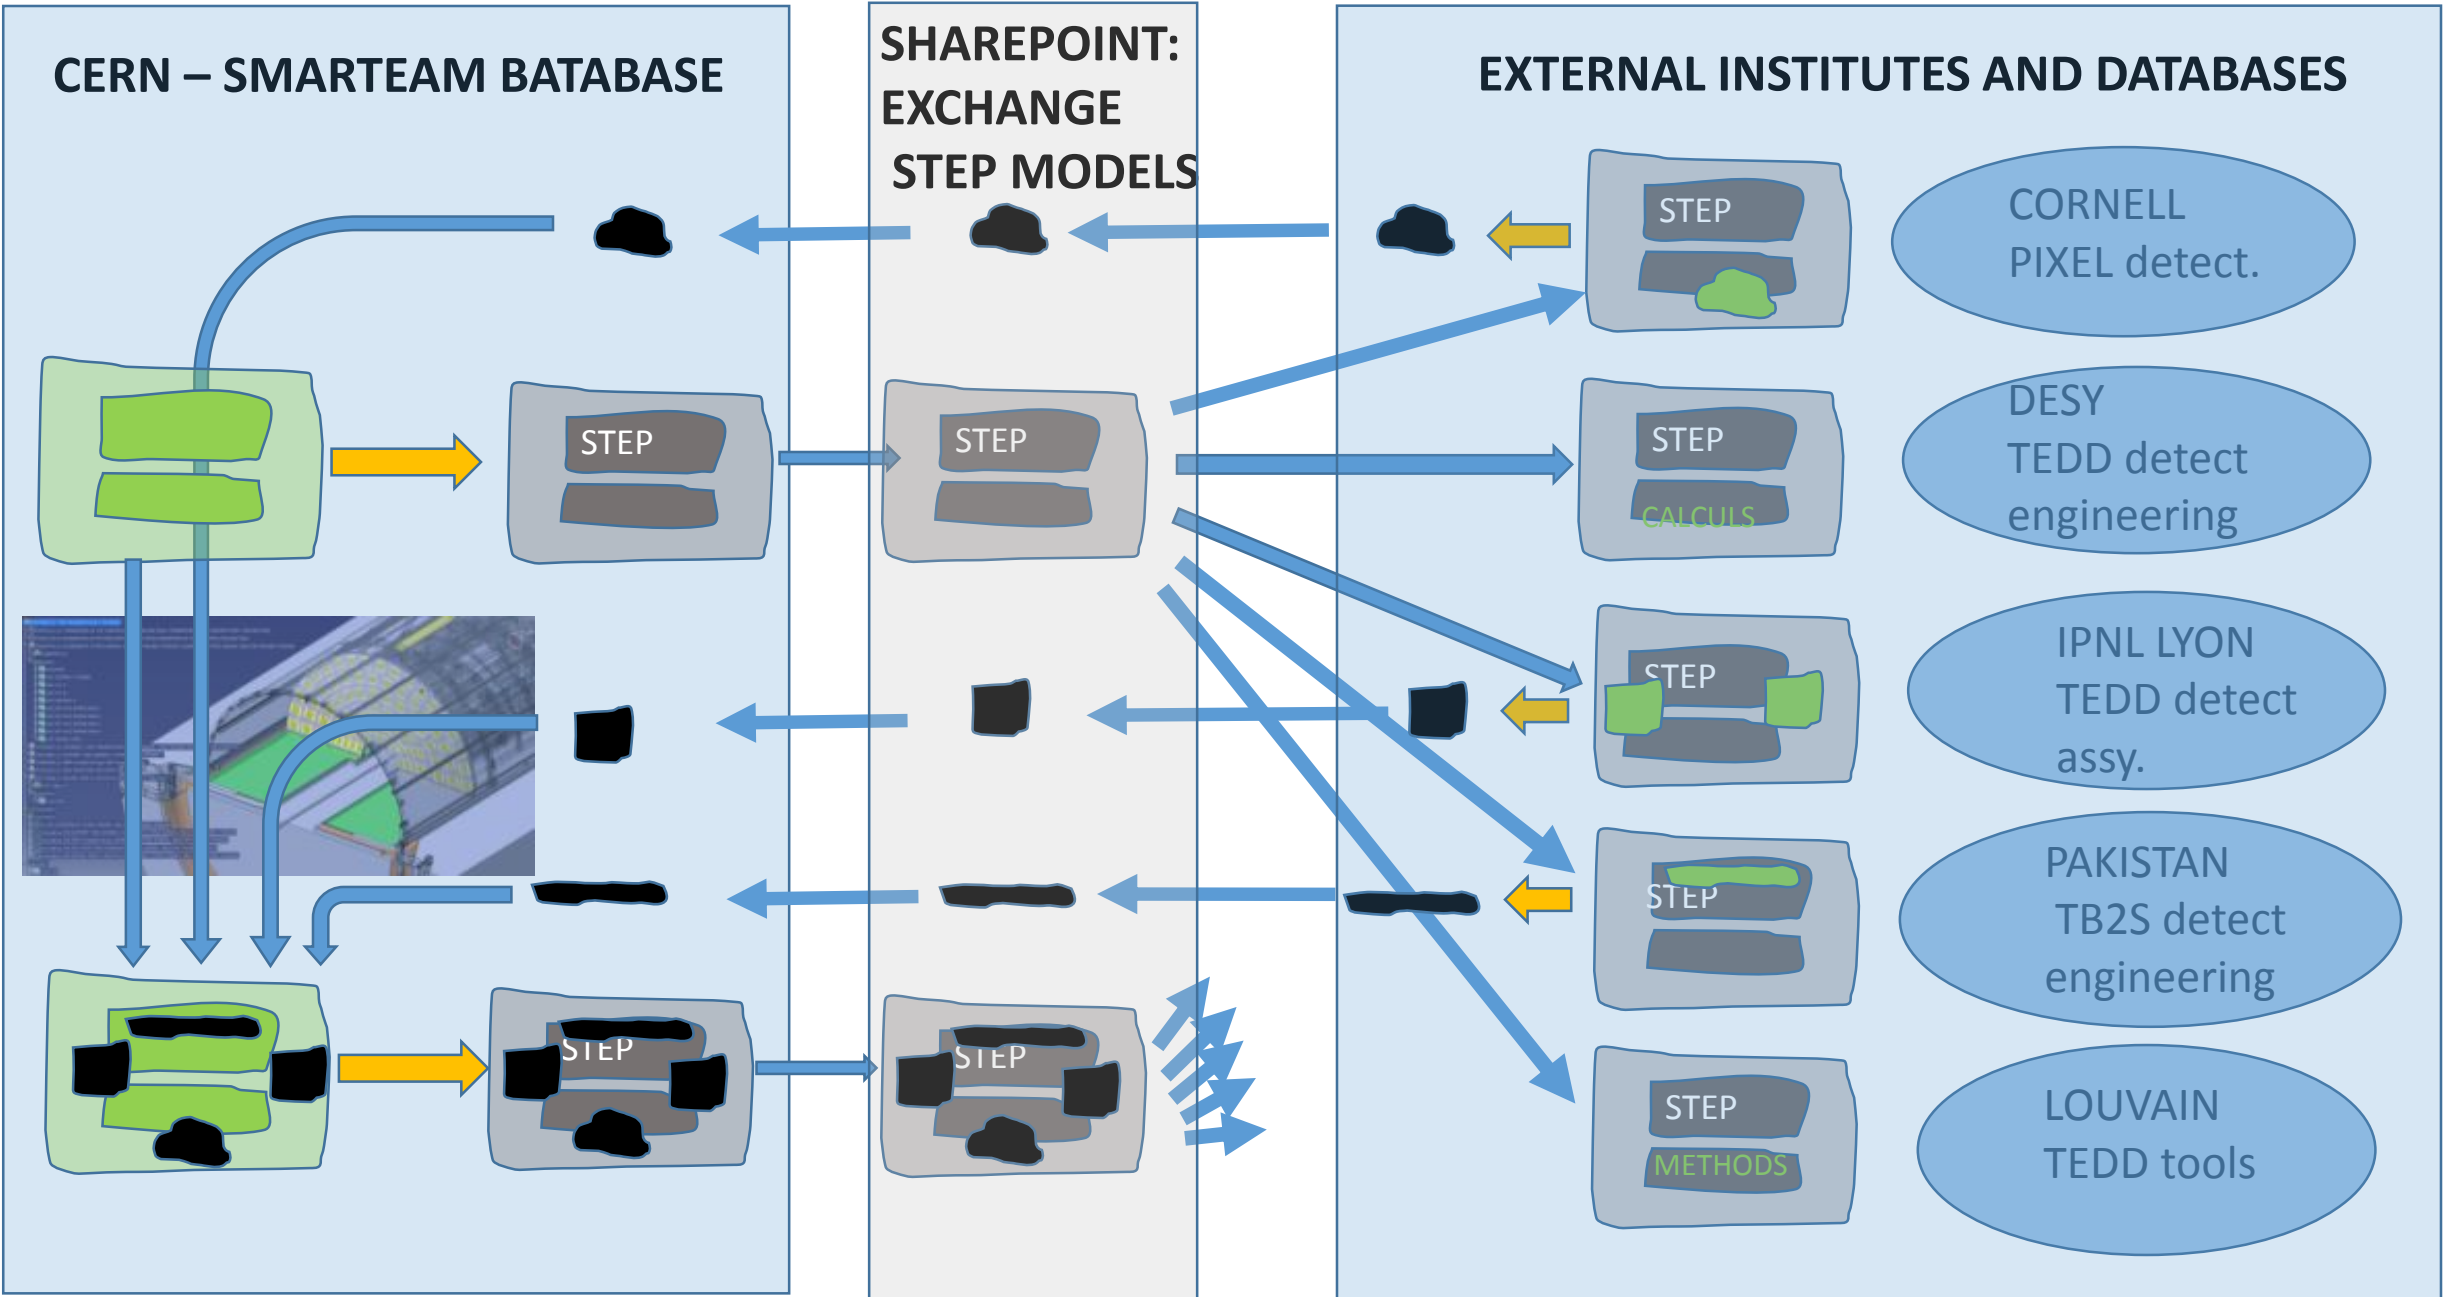 CERN – SMARTEAM BATABASE
SHAREPOINT:
EXCHANGE
STEP MODELS
EXTERNAL INSTITUTES AND DATABASES
STEP
CORNELL
PIXEL detect.
STEP
STEP
STEP
CALCULS
DESY
TEDD detect
engineering
STEP
IPNL LYON
TEDD detect
assy.
STEP
PAKISTAN
TB2S detect
engineering
STEP
STEP
STEP
METHODS
LOUVAIN
TEDD tools